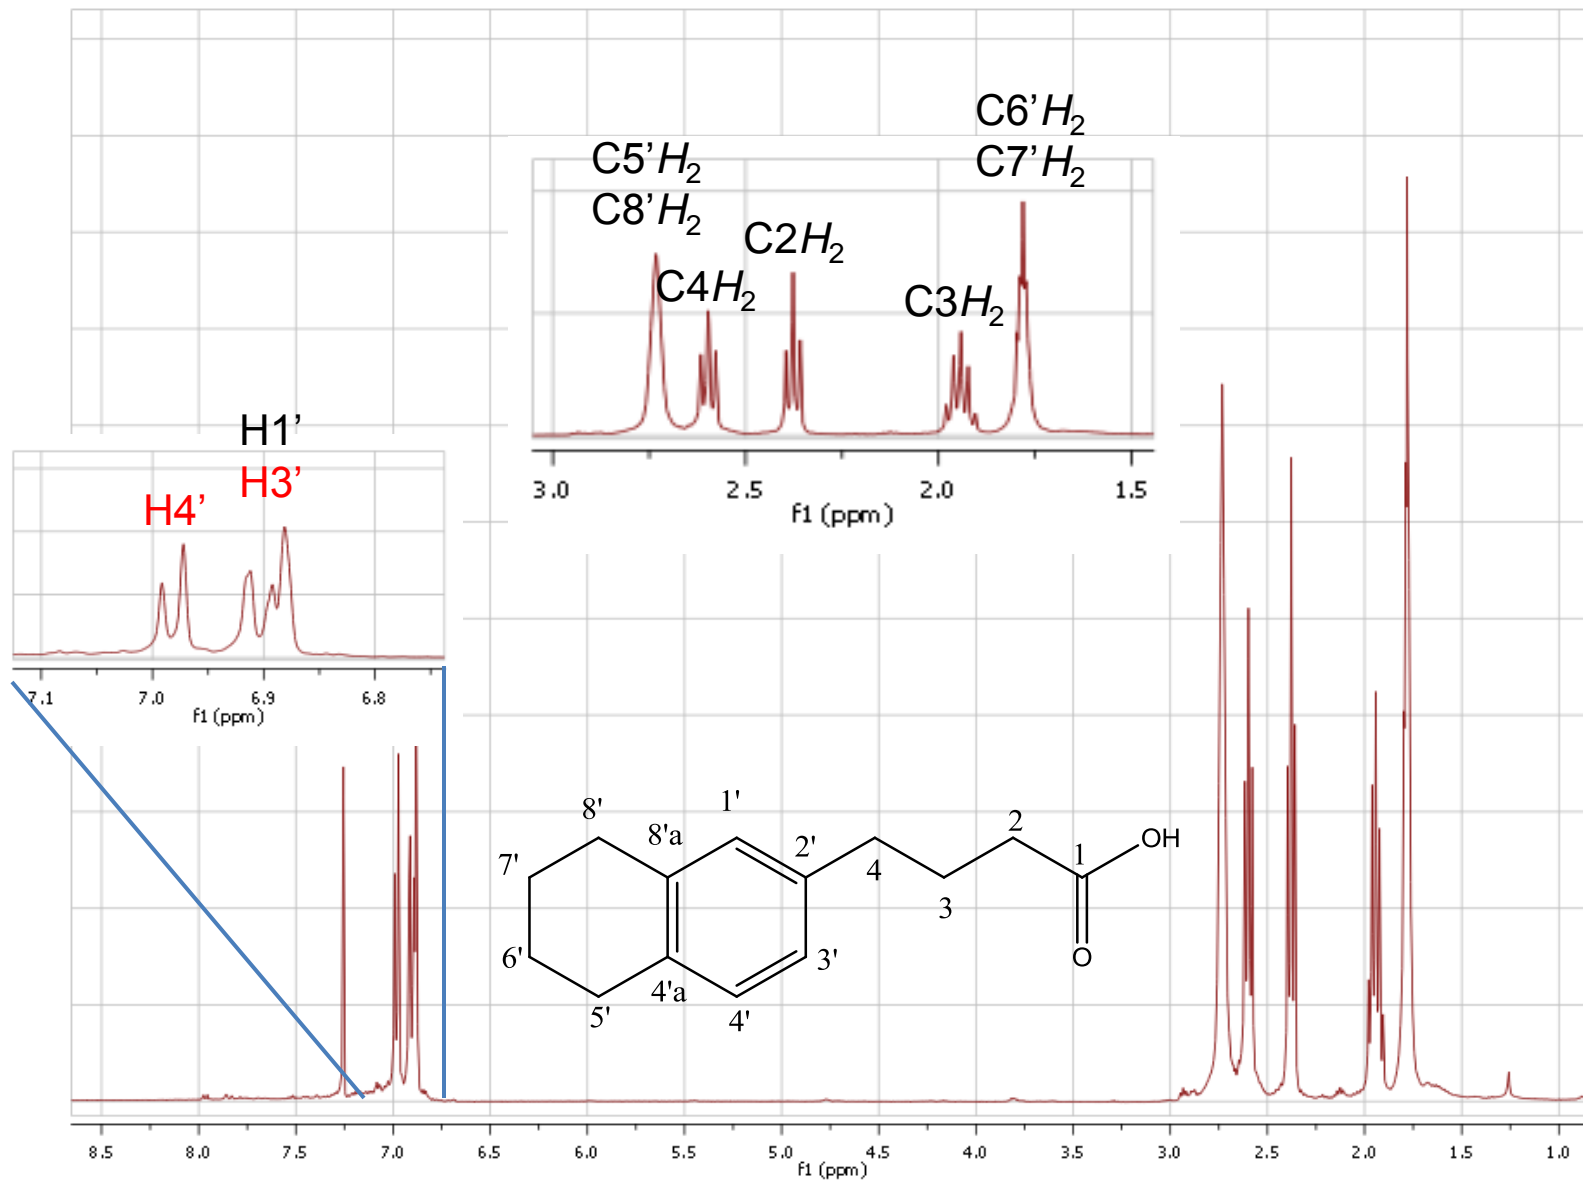 C6'H2
C7'H2
C5'H2
C8'H2
C2H2
C4H2
C3H2
3.0 2.5 2.0 1.5
f1 (ppm)
H1'
H3'
H4'
7.1 7.0 6.9 6.8
f1 (ppm)
8' 1' 2
8'a 2' 1 OH
7' 4
3
6' 3' O
4'a
5' 4'
8.5 8.0 7.5 7.0 6.5 6.0 5.5 5.0 4.5 4.0 3.5 3.0 2.5 2.0 1.5 1.0
f1 (ppm)